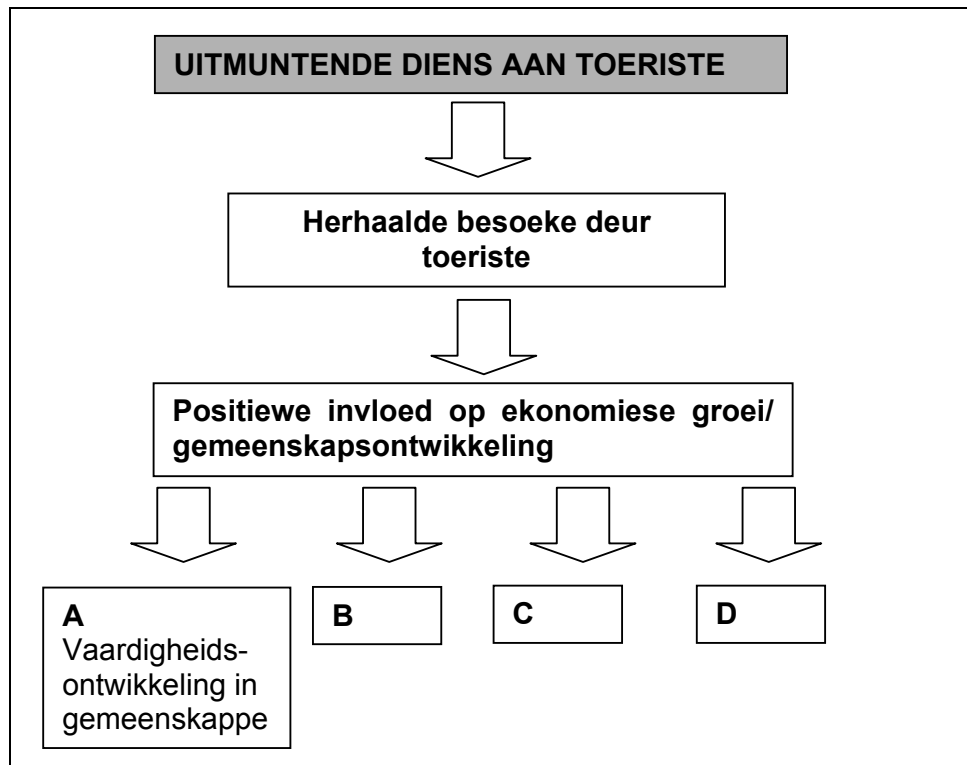 UITMUNTENDE DIENS AAN TOERISTE
Herhaalde besoeke deur
toeriste
Positiewe invloed op ekonomiese groei/
gemeenskapsontwikkeling
A
Vaardigheids-
ontwikkeling in
gemeenskappe
B
C
D